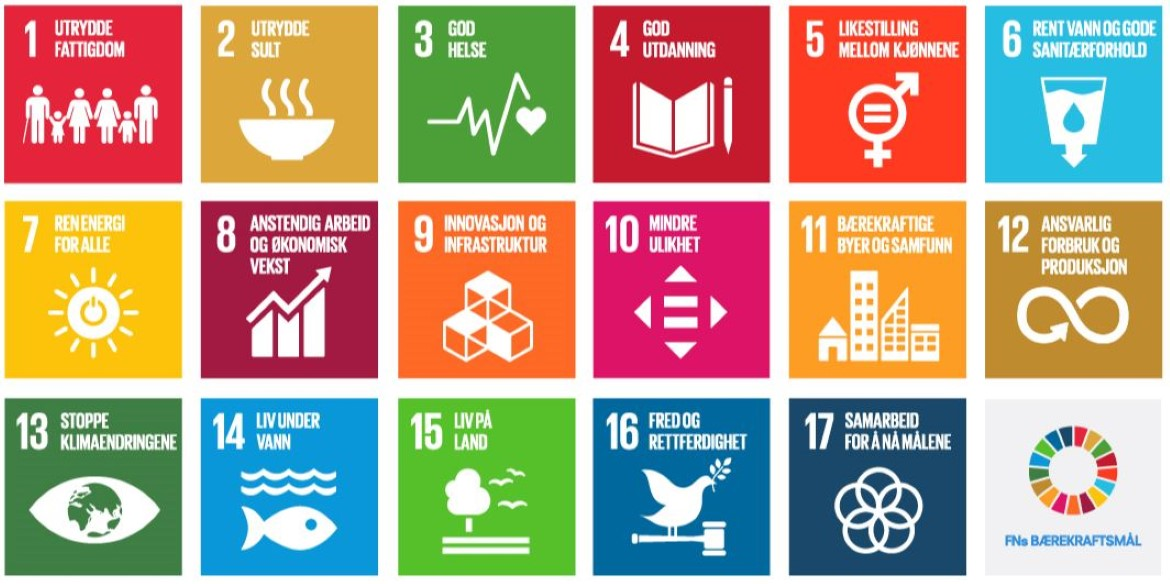 1 UTRYDDE
FATTIGDOM
2 UTRYDDE
SULT
3 GOD
HELSE
4 GOD
UTDANNING
5 LIKESTILLING
MELLOM KJØNNENE
6 RENT VANN OG GODE
SANITÆRFORHOLD
7 REN ENERGI
FOR ALLE
8 ANSTENDIG ARBEID
OG ØKONOMISK
VEKST
9 INNOVASJON OG
INFRASTRUKTUR
10 MINDRE
ULIKHET
11 BÆREKRAFTIGE
BYER OG SAMFUNN
12 ANSVARLIG
FORBRUK OG
PRODUKSJON
13 STOPPE
KLIMAENDRINGENE
14 LIV UNDER
VANN
15 LIV PÅ
LAND
16 FRED OG
RETTFERDIGHET
17 SAMARBEID
FOR Å NÅ MÅLENE
FNs BÆREKRAFTSMÅL